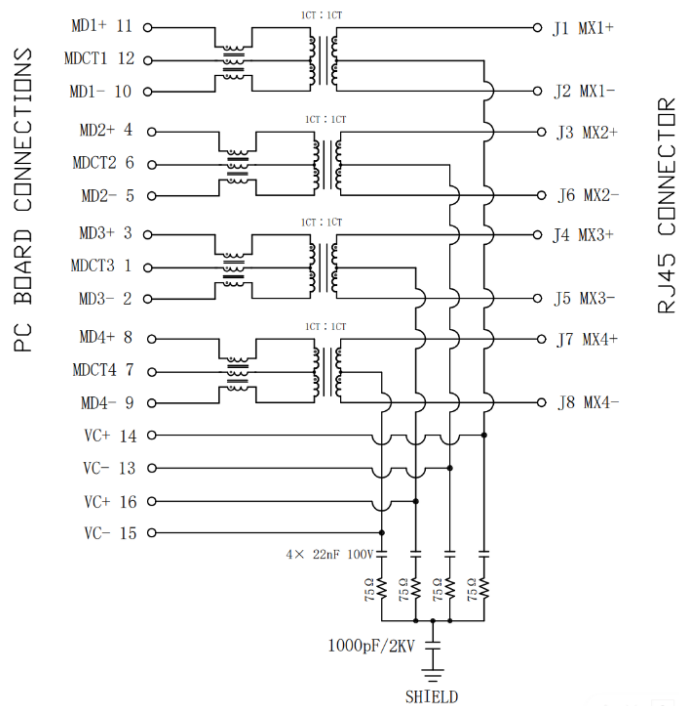 1CT : 1CT
MD1+ 11
J1 MX1+
MDCT1 12
MD1- 10
J2 MX1-
1CT : 1CT
MD2+ 4
J3 MX2+
MDCT2 6
MD2- 5
J6 MX2-
1CT : 1CT
MD3+ 3
J4 MX3+
MDCT3 1
MD3- 2
J5 MX3-
1CT : 1CT
MD4+ 8
J7 MX4+
MDCT4 7
MD4- 9
J8 MX4-
VC+ 14
VC- 13
VC+ 16
VC- 15
4× 22nF 100V
75Ω
75Ω
75Ω
75Ω
1000pF/2KV
SHIELD
PC BOARD CONNECTIONS
RJ45 CONNECTOR